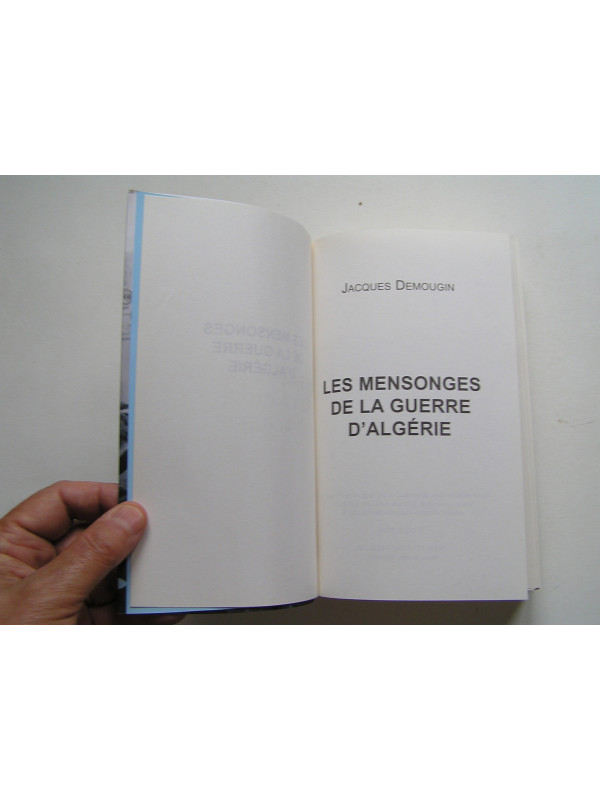 JACQUES DEMOUGIN
LES MENSONGES
DE LA GUERRE
D'ALGÉRIE